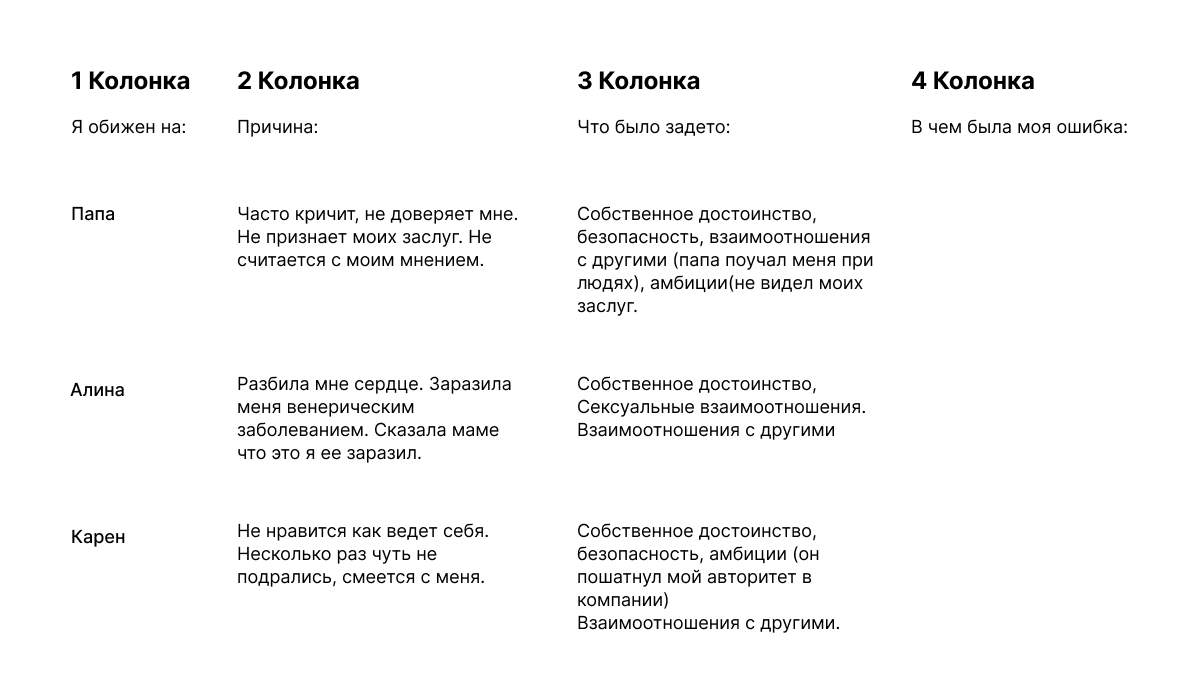 1 Колонка
2 Колонка
3 Колонка
4 Колонка
Я обижен на:
Причина:
Что было задето:
В чем была моя ошибка:
Папа
Часто кричит, не доверяет мне.
Не признает моих заслуг. Не
считается с моим мнением.
Собственное достоинство,
безопасность, взаимоотношения
с другими (папа поучал меня при
людях), амбиции(не видел моих
заслуг.
Алина
Разбила мне сердце. Заразила
меня венерическим
заболеванием. Сказала маме
что это я ее заразил.
Собственное достоинство,
Сексуальные взаимоотношения.
Взаимоотношения с другими
Карен
Не нравится как ведет себя.
Несколько раз чуть не
подрались, смеется с меня.
Собственное достоинство,
безопасность, амбиции (он
пошатнул мой авторитет в
компании)
Взаимоотношения с другими.